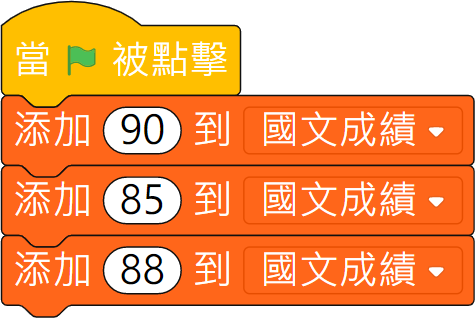 當 被點擊
添加 90 到 國文成績
添加 85 到 國文成績
添加 88 到 國文成績